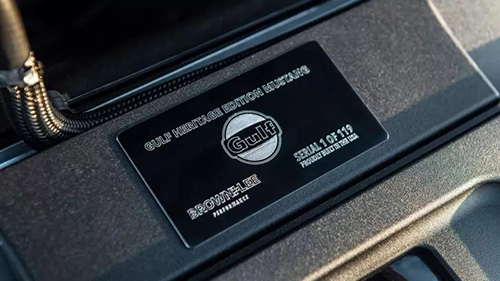 GULF HERITAGE EDITION MUSTANG
Gulf
SERIAL 1 OF 119
PROUDLY BUILT IN THE USA
BROWN-LEE
PERFORMANCE